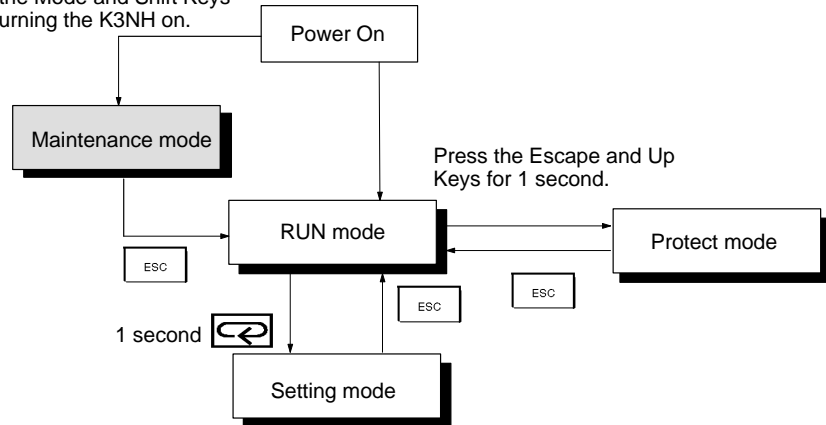 the Mode and Shift Keys
urning the K3NH on.
Power On
Maintenance mode
Press the Escape and Up
Keys for 1 second.
RUN mode
Protect mode
ESC
ESC
ESC
1 second
Setting mode